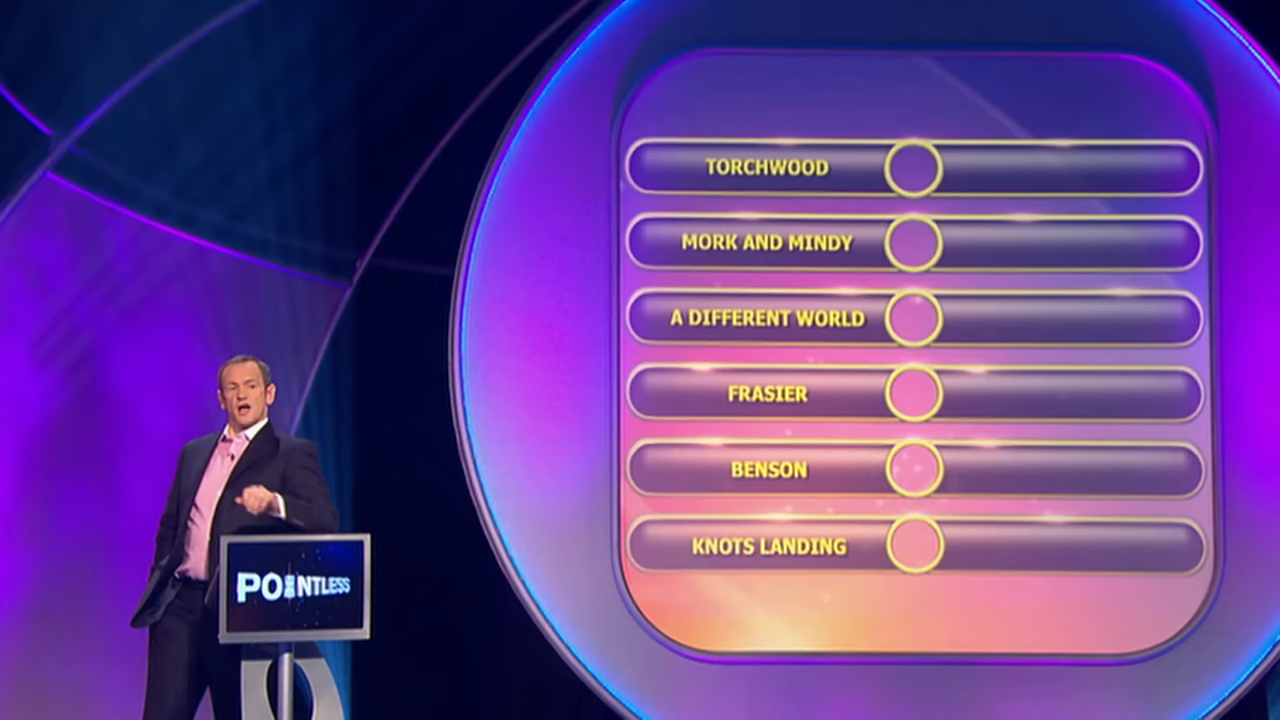 TORCHWOOD
MORK AND MINDY
A DIFFERENT WORLD
FRASIER
BENSON
KNOTS LANDING
POINTLESS